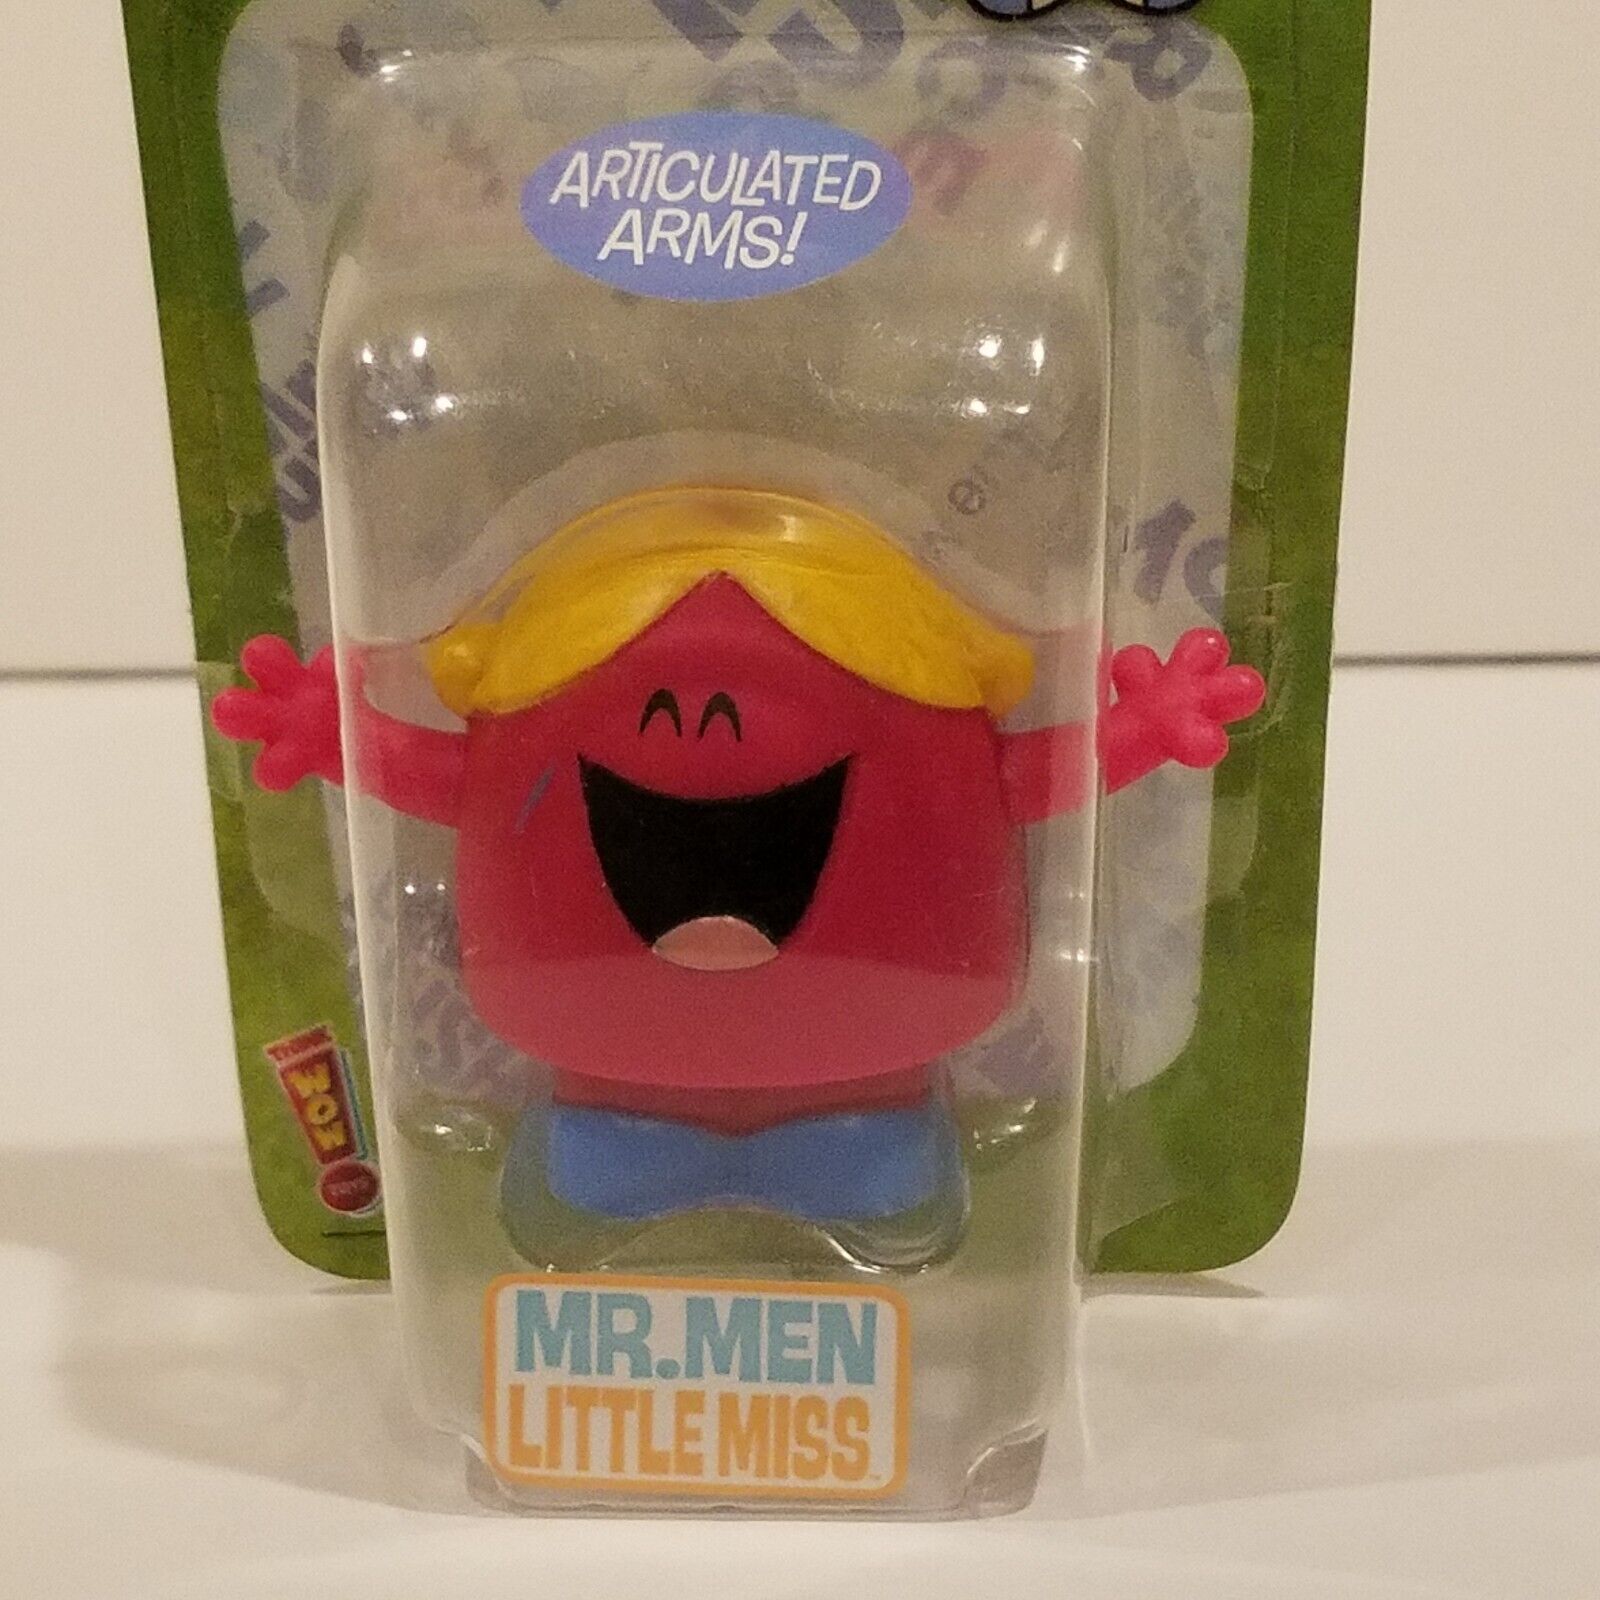 ARTICULATED
ARMS!
MR.MEN
LITTLE MISS